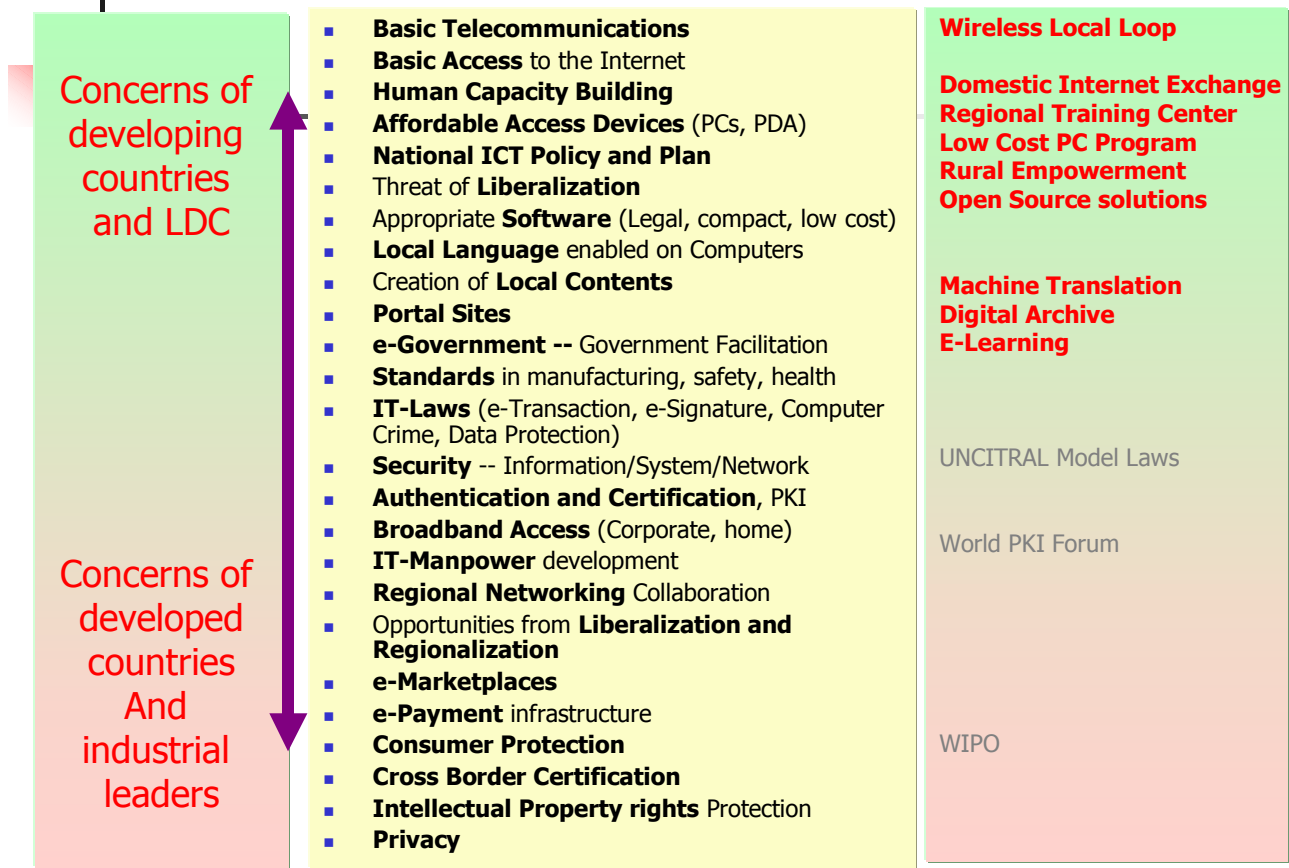 Concerns of
developing
countries
and LDC
Concerns of
developed
countries
And
industrial
leaders
Basic Telecommunications
Basic Access to the Internet
Human Capacity Building
Affordable Access Devices (PCs, PDA)
National ICT Policy and Plan
Threat of Liberalization
Appropriate Software (Legal, compact, low cost)
Local Language enabled on Computers
Creation of Local Contents
Portal Sites
e-Government -- Government Facilitation
Standards in manufacturing, safety, health
IT-Laws (e-Transaction, e-Signature, Computer
Crime, Data Protection)
Security -- Information/System/Network
Authentication and Certification, PKI
Broadband Access (Corporate, home)
IT-Manpower development
Regional Networking Collaboration
Opportunities from Liberalization and
Regionalization
e-Marketplaces
e-Payment infrastructure
Consumer Protection
Cross Border Certification
Intellectual Property rights Protection
Privacy
Wireless Local Loop
Domestic Internet Exchange
Regional Training Center
Low Cost PC Program
Rural Empowerment
Open Source solutions
Machine Translation
Digital Archive
E-Learning
UNCITRAL Model Laws
World PKI Forum
WIPO